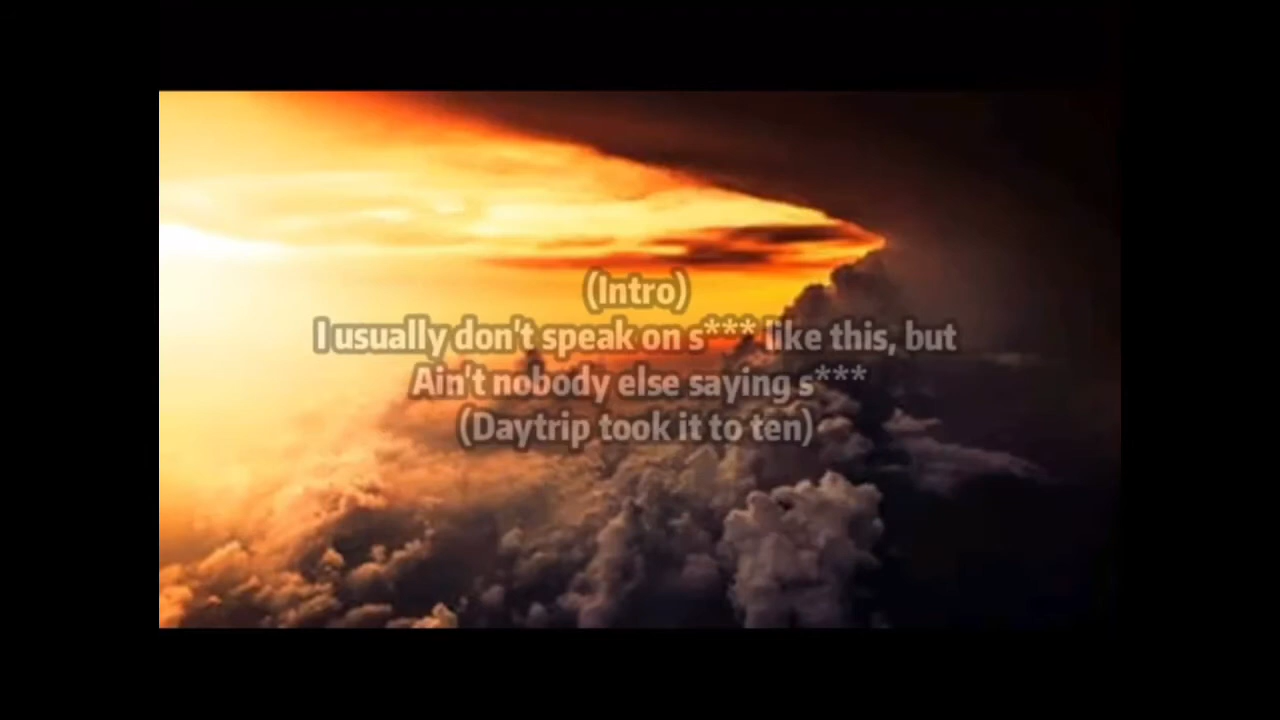 (Intro)
I usually don't speak on s*** like this, but
Ain't nobody else saying s***
(Daytrip took it to ten)